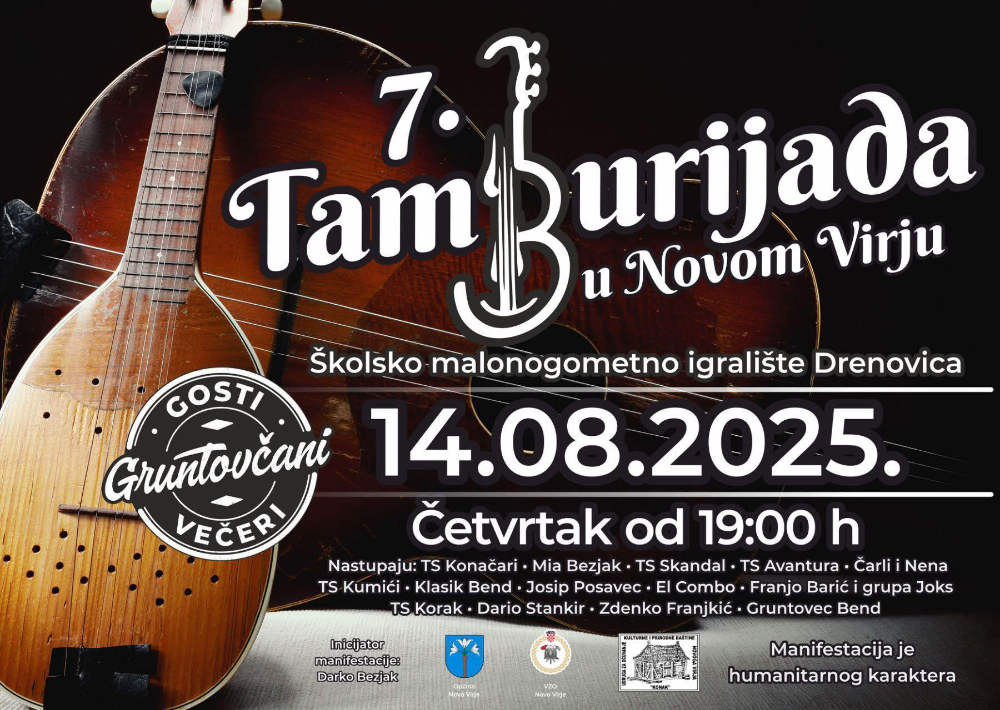 7.
Tamburijada
u Novom Virju
Školsko malonogometno igralište Drenovica
GOSTI
Gruntovčani
VEČERI
14.08.2025.
Četvrtak od 19:00 h
Nastupaju: TS Konačari • Mia Bezjak • TS Skandal • TS Avantura • Čarli i Nena
TS Kumići • Klasik Bend • Josip Posavec • El Combo • Franjo Barić i grupa Joks
TS Korak • Dario Stankir • Zdenko Franjkić • Gruntovec Bend
Inicijator
manifestacije:
Darko Bezjak
Općina
Novo Virje
VZO
Novo Virje
UDRUGA ZA OČUVANJE
KULTURNE I PRIRODNE BAŠTINE
NOVOGA VIRJA
"KONAK"
Manifestacija je
humanitarnog karaktera